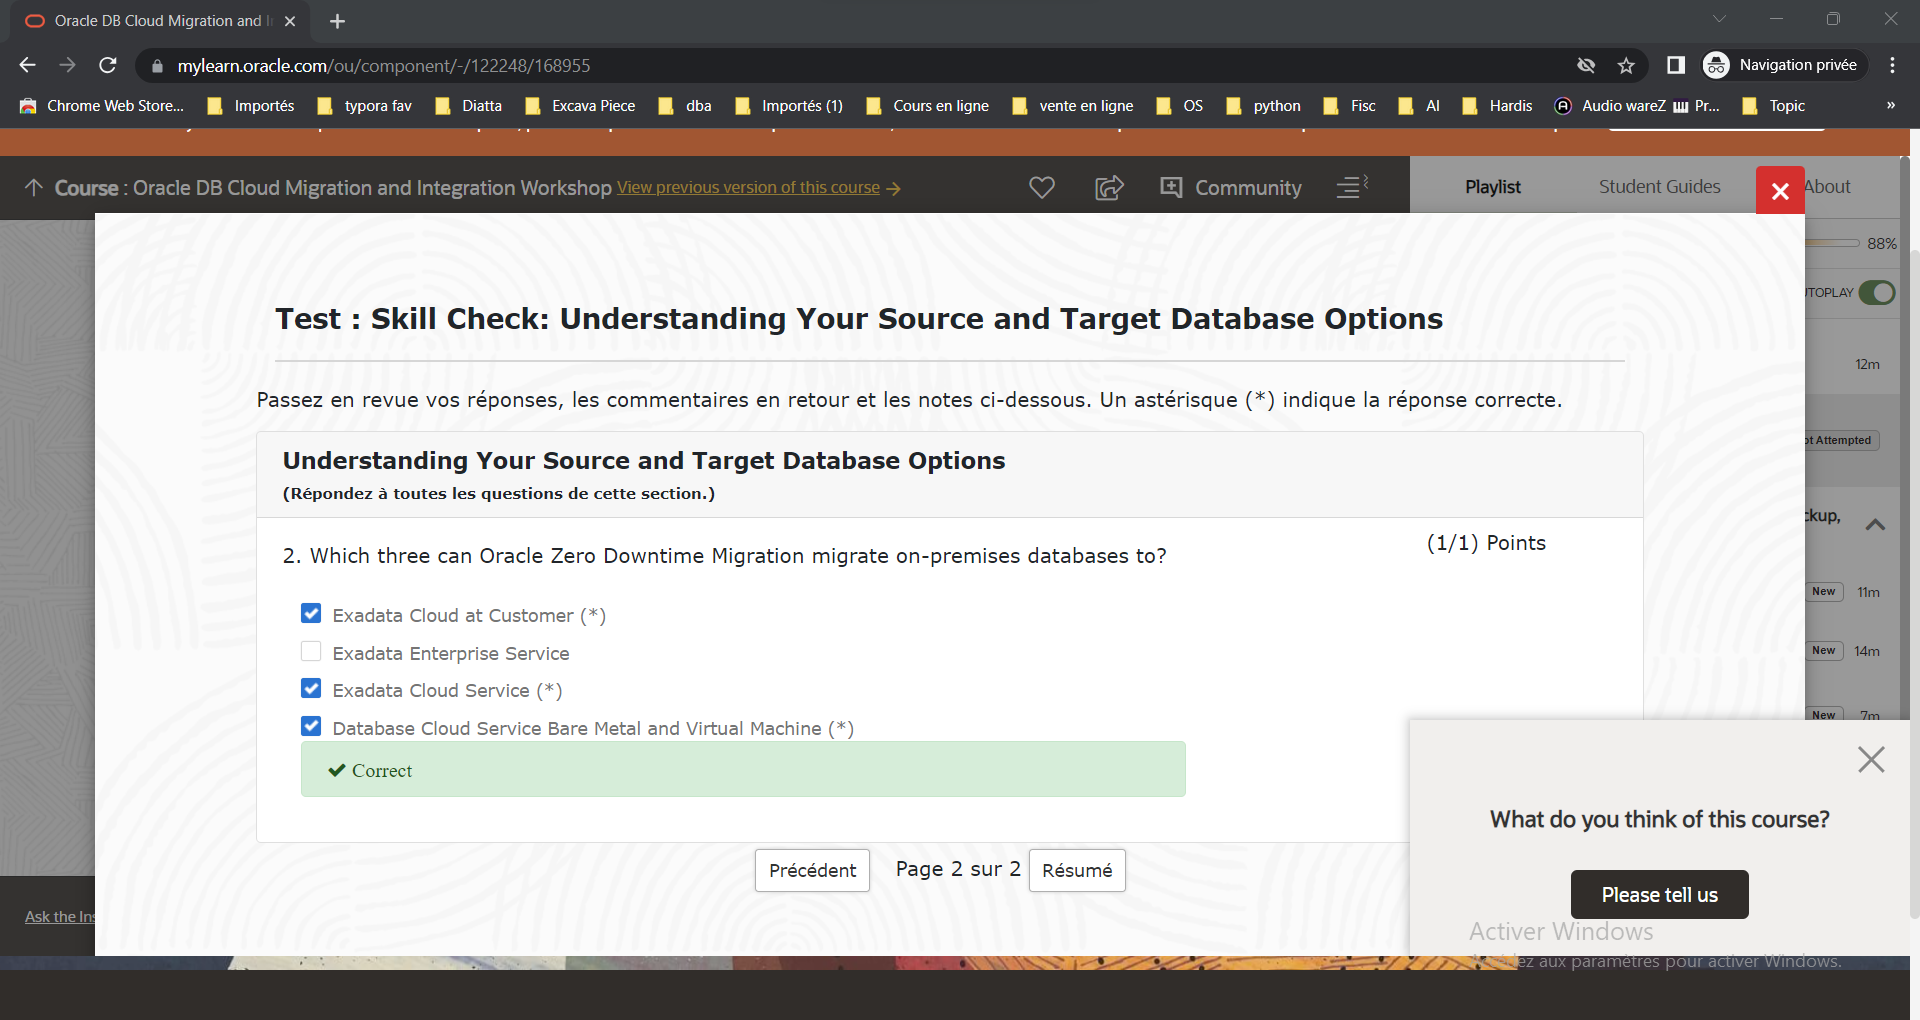 Oracle DB Cloud Migration and I
mylearn.oracle.com/ou/component/-/122248/168955
Navigation privée
Chrome Web Store...
Importés
typora fav
Diatta
Excava Piece
dba
Importés (1)
Cours en ligne
vente en ligne
OS
python
Fisc
AI
Hardis
Audio wareZ
Pr...
Topic
»
Course : Oracle DB Cloud Migration and Integration Workshop View previous version of this course →
Community
Playlist
Student Guides
About
88%
TOPLAY
12m
ot Attempted
ckup,
New 11m
New 14m
New 7m
Test : Skill Check: Understanding Your Source and Target Database Options
Passez en revue vos réponses, les commentaires en retour et les notes ci-dessous. Un astérisque (*) indique la réponse correcte.
Understanding Your Source and Target Database Options
(Répondez à toutes les questions de cette section.)
2. Which three can Oracle Zero Downtime Migration migrate on-premises databases to?
(1/1) Points
Exadata Cloud at Customer (*)
Exadata Enterprise Service
Exadata Cloud Service (*)
Database Cloud Service Bare Metal and Virtual Machine (*)
Correct
Précédent
Page 2 sur 2
Résumé
What do you think of this course?
Please tell us
Ask the Ins
Activer Windows
ez aux paramètres pour activer Windows.